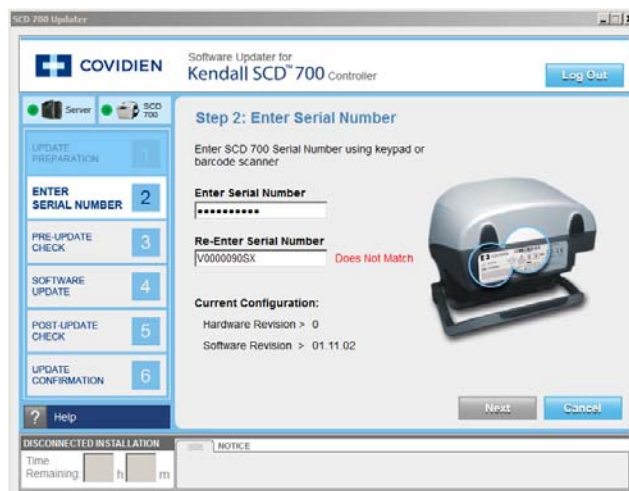 SCD 700 Updater
COVIDIEN
Software Updater for
Kendall SCD™ 700 Controller
Log Out
Server
SCD
700
UPDATE
PREPARATION
1
ENTER
SERIAL NUMBER
2
PRE-UPDATE
CHECK
3
SOFTWARE
UPDATE
4
POST-UPDATE
CHECK
5
UPDATE
CONFIRMATION
6
? Help
Step 2: Enter Serial Number
Enter SCD 700 Serial Number using keypad or
barcode scanner
Enter Serial Number
••••••••••
Re-Enter Serial Number
V0000090SX Does Not Match
Current Configuration:
Hardware Revision > 0
Software Revision > 01.11.02
Next
Cancel
DISCONNECTED INSTALLATION
Time
Remaining: h m
NOTICE